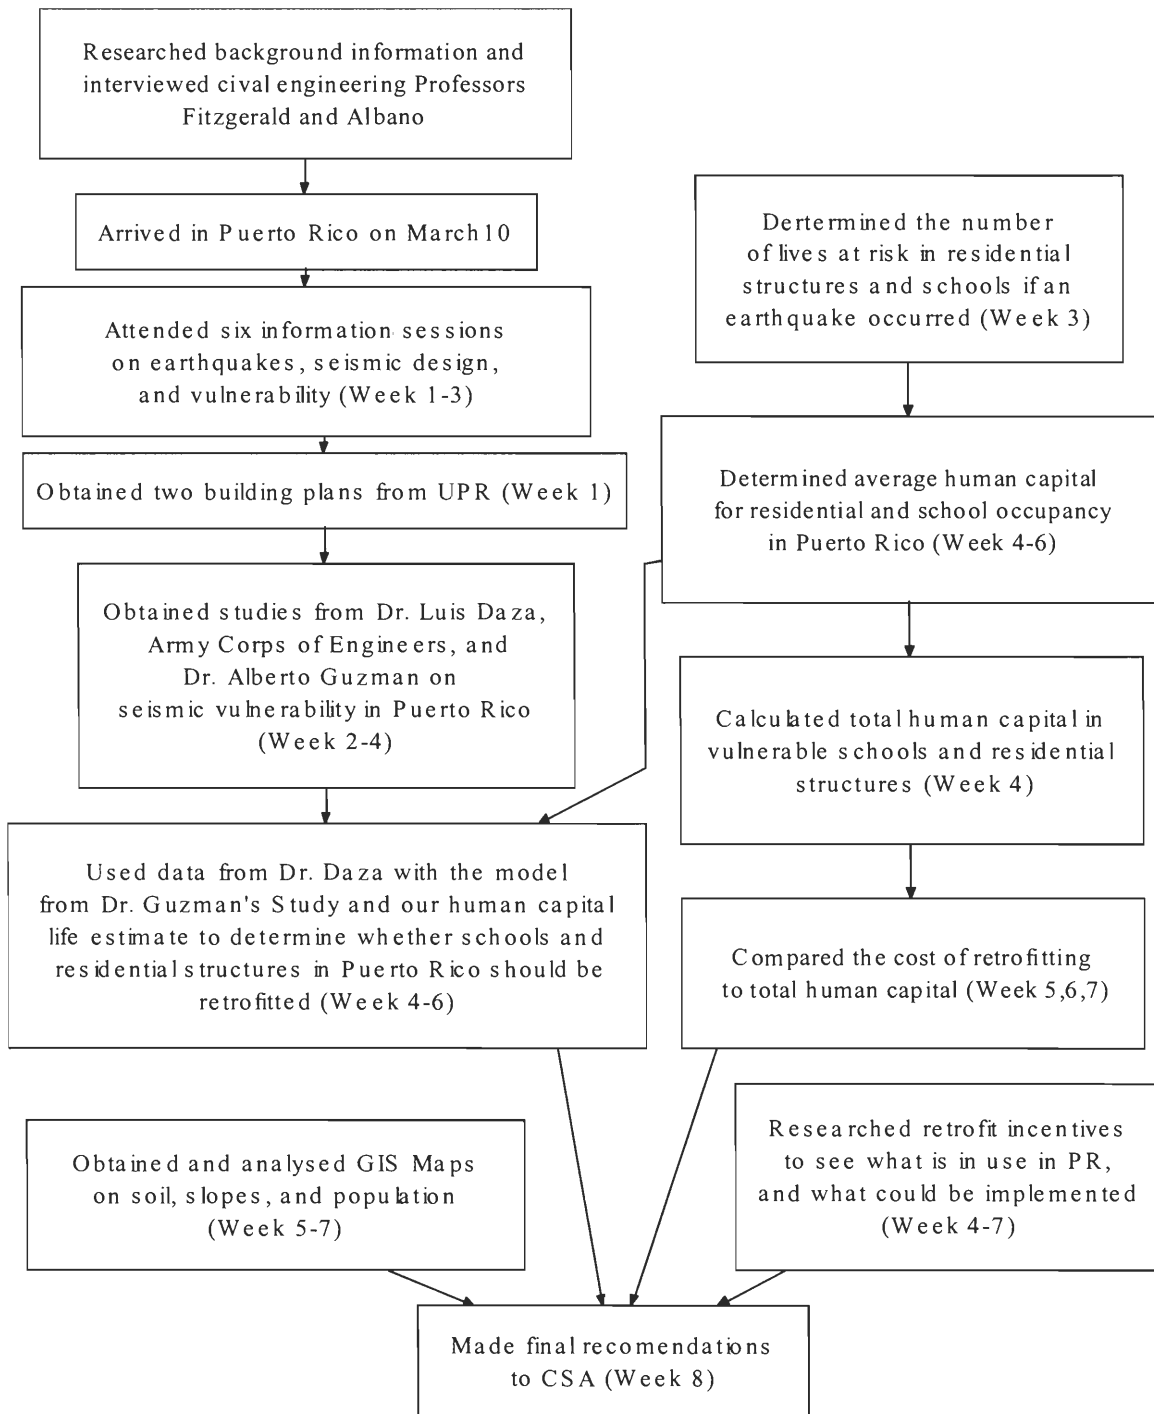 Researched background information and
interviewed cival engineering Professors
Fitzgerald and Albano
Arrived in Puerto Rico on March 10
Attended six information sessions
on earthquakes, seismic design,
and vulnerability (Week 1-3)
Obtained two building plans from UPR (Week 1)
Obtained studies from Dr. Luis Daza,
Army Corps of Engineers, and
Dr. Alberto Guzman on
seismic vulnerability in Puerto Rico
(Week 2-4)
Used data from Dr. Daza with the model
from Dr. Guzman's Study and our human capital
life estimate to determine whether schools and
residential structures in Puerto Rico should be
retrofitted (Week 4-6)
Obtained and analysed GIS Maps
on soil, slopes, and population
(Week 5-7)
Dertermined the number
of lives at risk in residential
structures and schools if an
earthquake occurred (Week 3)
Determined average human capital
for residential and school occupancy
in Puerto Rico (Week 4-6)
Calculated total human capital in
vulnerable schools and residential
structures (Week 4)
Compared the cost of retrofitting
to total human capital (Week 5,6,7)
Researched retrofit incentives
to see what is in use in PR,
and what could be implemented
(Week 4-7)
Made final recomendations
to CSA (Week 8)